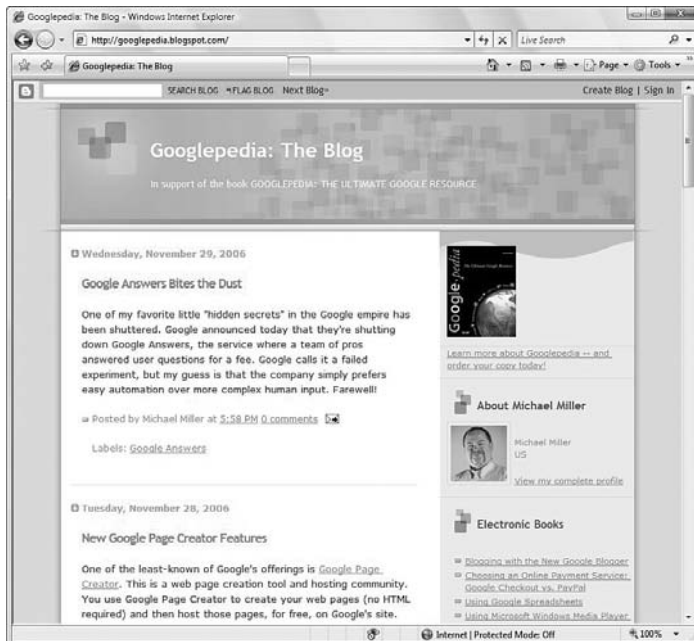 Googlepedia: The Blog - Windows Internet Explorer
http://googlepedia.blogspot.com/
Live Search
Googlepedia: The Blog
Page
Tools
SEARCH BLOG FLAG BLOG Next Blog»
Create Blog | Sign In
Googlepedia: The Blog
In support of the book GOOGLEPEDIA: THE ULTIMATE GOOGLE RESOURCE
Wednesday, November 29, 2006
Google Answers Bites the Dust
One of my favorite little "hidden secrets" in the Google empire has
been shuttered. Google announced today that they're shutting
down Google Answers, the service where a team of pros
answered user questions for a fee. Google calls it a failed
experiment, but my guess is that the company simply prefers
easy automation over more complex human input. Farewell!
Posted by Michael Miller at 5:58 PM 0 comments
Labels: Google Answers
Tuesday, November 28, 2006
New Google Page Creator Features
One of the least-known of Google's offerings is Google Page
Creator. This is a web page creation tool and hosting community.
You use Google Page Creator to create your web pages (no HTML
required) and then host those pages, for free, on Google's site.
Google·pedia
The Ultimate Google Resource
Learn more about Googlepedia -- and
order your copy today!
About Michael Miller
Michael Miller
US
View my complete profile
Electronic Books
Blogging with the New Google Blogger
Choosing an Online Payment Service:
Google Checkout vs. PayPal
Using Google Spreadsheets
Using Microsoft Windows Media Player
Internet | Protected Mode: Off
100%